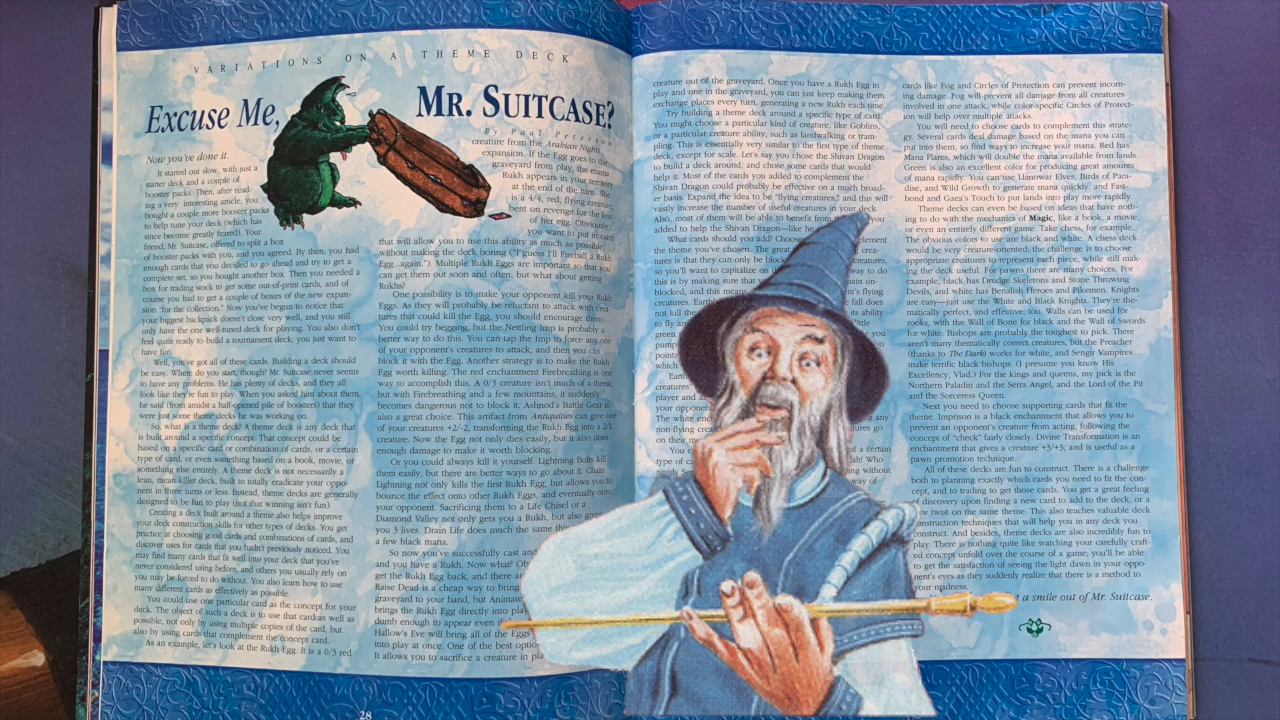 VARIATIONS ON A THEME DECK
Excuse Me, MR. SUITCASE?
By Paul Peterson
Now you've done it.
It started out slow, with just a
starter deck and a couple of
booster packs. Then, after read-
ing a very interesting article, you
bought a couple more booster packs
to help tune your deck (which has
since become greatly feared). Your
friend, Mr. Suitcase, offered to split a box
of booster packs with you, and you agreed. By then, you had
enough cards that you decided to go ahead and try to get a
complete set, so you bought another box. Then you needed a
box for trading stock to get some out-of-print cards, and of
course you had to get a couple of boxes of the new expan-
sion "for the collection." Now you've begun to notice that
your biggest backpack doesn't close very well, and you still
only have the one well-tuned deck for playing. You also don't
feel quite ready to build a tournament deck; you just want to
have fun.
Well, you've got all of these cards. Building a deck should
be easy. Where do you start, though? Mr. Suitcase never seems
to have any problems. He has plenty of decks, and they all
look like they're fun to play. When you asked him about them,
he said (from amidst a half-opened pile of boosters) that they
were just some theme decks he was working on.
So, what is a theme deck? A theme deck is any deck that
is built around a specific concept. That concept could be
based on a specific card or combination of cards, or a certain
type of card, or even something based on a book, movie, or
something else entirely. A theme deck is not necessarily a
lean, mean killer deck, built to totally eradicate your oppo-
nent in three turns or less. Instead, theme decks are generally
designed to be fun to play (not that winning isn't fun).
Creating a deck built around a theme also helps improve
your deck construction skills for other types of decks. You get
practice at choosing good cards and combinations of cards, and
discover uses for cards that you hadn't previously noticed. You
may find many cards that fit well into your deck that you've
never considered using before, and others you usually rely on
you may be forced to do without. You also learn how to use
many different cards as effectively as possible.
You could use one particular card as the concept for your
deck. The object of such a deck is to use that card as well as
possible, not only by using multiple copies of the card, but
also by using cards that complement the concept card.
As an example, let's look at the Rukh Egg. It is a 0/3 red
creature from the Arabian Nights
expansion. If the Egg goes to the
graveyard from play, the mama
Rukh appears in your territory
at the end of the turn. She
is a 4/4, red, flying creature
bent on revenge for the loss
of her egg. Obviously,
you want to put in cards
that will allow you to use this ability as much as possible,
without making the deck boring ("I guess I'll Fireball a Rukh
Egg...again."). Multiple Rukh Eggs are important so that you
can get them out soon and often, but what about getting
Rukhs?
One possibility is to make your opponent kill your Rukh
Eggs. As they will probably be reluctant to attack with crea-
tures that could kill the Egg, you should encourage them.
You could try begging, but the Nettling Imp is probably a
better way to do this. You can tap the Imp to force any one
of your opponent's creatures to attack, and then you can
block it with the Egg. Another strategy is to make the Rukh
Egg worth killing. The red enchantment Firebreathing is one
way to accomplish this. A 0/3 creature isn't much of a threat,
but with Firebreathing and a few mountains, it suddenly
becomes dangerous not to block it. Ashnod's Battle Gear is
also a great choice. This artifact from Antiquities can give one
of your creatures +2/-2, transforming the Rukh Egg into a 2/1
creature. Now the Egg not only dies easily, but it also does
enough damage to make it worth blocking.
Or you could always kill it yourself. Lightning Bolts kill
them easily, but there are better ways to go about it. Chain
Lightning not only kills the first Rukh Egg, but allows you to
bounce the effect onto other Rukh Eggs, and eventually onto
your opponent. Sacrificing them to a Life Chisel or a
Diamond Valley not only gets you a Rukh, but also gives
you 3 lives. Drain Life does much the same thing
a few black mana.
So now you've successfully cast and
and you have a Rukh. Now what?
get the Rukh Egg back, and there
Raise Dead is a cheap way to bring
graveyard to your hand, but Animate
brings the Rukh Egg directly into play
dumb enough to appear even
Hallow's Eve will bring all of the Eggs
into play at once. One of the best
It allows you to sacrifice a creature in
28
creature out of the graveyard. Once you have a Rukh Egg in
play and one in the graveyard, you can just keep making them
exchange places every turn, generating a new Rukh each time.
Try building a theme deck around a specific type of card.
You might choose a particular kind of creature, like Goblins,
or a particular creature ability, such as landwalking or tram-
pling. This is essentially very similar to the first type of theme
deck, except for scale. Let's say you chose the Shivan Dragon
to build a deck around, and chose some cards that would
help it. Most of the cards you added to complement the
Shivan Dragon could probably be effective on a much broad-
er basis. Expand the idea to be "flying creatures," and this will
vastly increase the number of useful creatures in your deck.
Also, most of them will be able to benefit from the
you
added to help the Shivan Dragon—like
What cards should you add? Choose
the theme you've chosen. The great
tures is that they can only be
so you'll want to capitalize on
this is by making sure that
blocked, and this means
creatures.
not kill the
to fly
green
pump
points
which
creatures
player and
your opponent
The white
non-flying
on their
You
type of
crea-
creatures,
way to do
un-
flying
fall does
its ability
little
you
any
go
a certain
Who
without
way of
cards like Fog and Circles of Protection can prevent incom-
ing damage. Fog will prevent all damage from all creatures
involved in one attack, while color-specific Circles of Protect-
ion will help over multiple attacks.
You will need to choose cards to complement this strate-
gy. Several cards deal damage based on the mana you can
put into them, so find ways to increase your mana. Red has
Mana Flares, which will double the mana available from lands.
Green is also an excellent color for producing great amounts
of mana rapidly. You can use Llanowar Elves, Birds of Para-
dise, and Wild Growth to generate mana quickly, and Fast-
bond and Gaea's Touch to put lands into play more rapidly.
Theme decks can even be based on ideas that have noth-
ing to do with the mechanics of Magic, like a book, a movie,
or even an entirely different game. Take chess, for example.
The obvious colors to use are black and white. A chess deck
would be very creature-oriented; the challenge is to choose
appropriate creatures to represent each piece, while still mak-
ing the deck useful. For pawns there are many choices. For
example, black has Drudge Skeletons and Stone Throwing
Devils, and white has Benalish Heroes and Pikemen. Knights
are easy—just use the White and Black Knights. They're the-
matically perfect, and effective, too. Walls can be used for
rooks, with the Wall of Bone for black and the Wall of Swords
for white. Bishops are probably the toughest to pick. There
aren't many thematically correct creatures, but the Preacher
(thanks to The Dark) works for white, and Sengir Vampires
make terrific black bishops. (I presume you know His
Excellency, Vlad.) For the kings and queens, my pick is the
Northern Paladin and the Serra Angel, and the Lord of the Pit
and the Sorceress Queen.
Next you need to choose supporting cards that fit the
theme. Imprison is a black enchantment that allows you to
prevent an opponent's creature from acting, following the
concept of "check" fairly closely. Divine Transformation is an
enchantment that gives a creature +3/+3, and is useful as a
pawn promotion technique.
All of these decks are fun to construct. There is a challenge
both to planning exactly which cards you need to fit the con-
cept, and to trading to get those cards. You get a great feeling
of discovery upon finding a new card to add to the deck, or a
twist on the same theme. This also teaches valuable deck
construction techniques that will help you in any deck you
construct. And besides, theme decks are also incredibly fun to
play. There is nothing quite like watching your carefully craft-
ed concept unfold over the course of a game; you'll be able
to get the satisfaction of seeing the light dawn in your oppo-
nent's eyes as they suddenly realize that there is a method to
your madness.
a smile out of Mr. Suitcase.